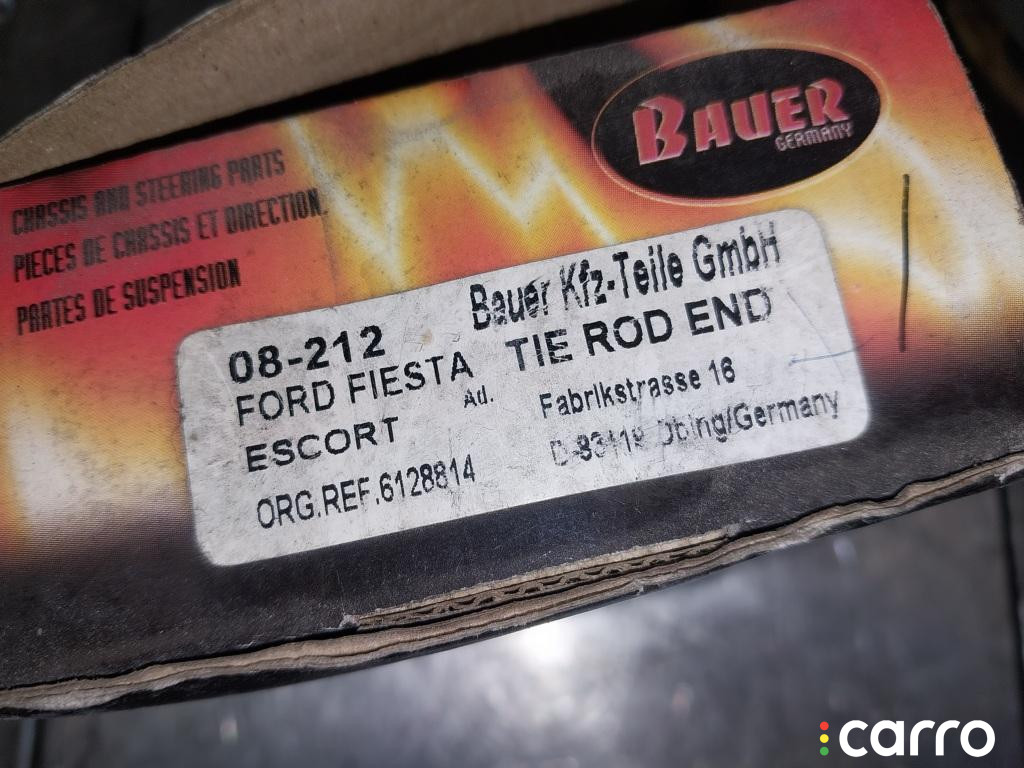 BAUER
GERMANY
CHASSIS AND STEERING PARTS
PIECES DE CHASSIS ET DIRECTION
PARTES DE SUSPENSION
08-212
Bauer Kfz-Teile GmbH
FORD FIESTA
TIE ROD END
ESCORT
Ad.
Fabrikstrasse 16
ORG.REF.6128814
/Germany
carro